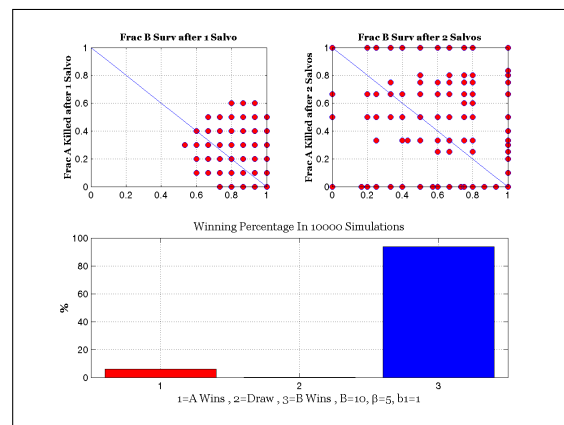 Frac B Surv after 1 Salvo
Frac A Killed after 1 Salvo
1
0.8
0.6
0.4
0.2
0
0 0.2 0.4 0.6 0.8 1
Frac B Surv after 2 Salvos
Frac A Killed after 2 Salvos
1
0.8
0.6
0.4
0.2
0
0 0.2 0.4 0.6 0.8 1
Winning Percentage In 10000 Simulations
%
100
80
60
40
20
0
1 2 3
1=A Wins , 2=Draw , 3=B Wins , B=10, β=5, b1=1